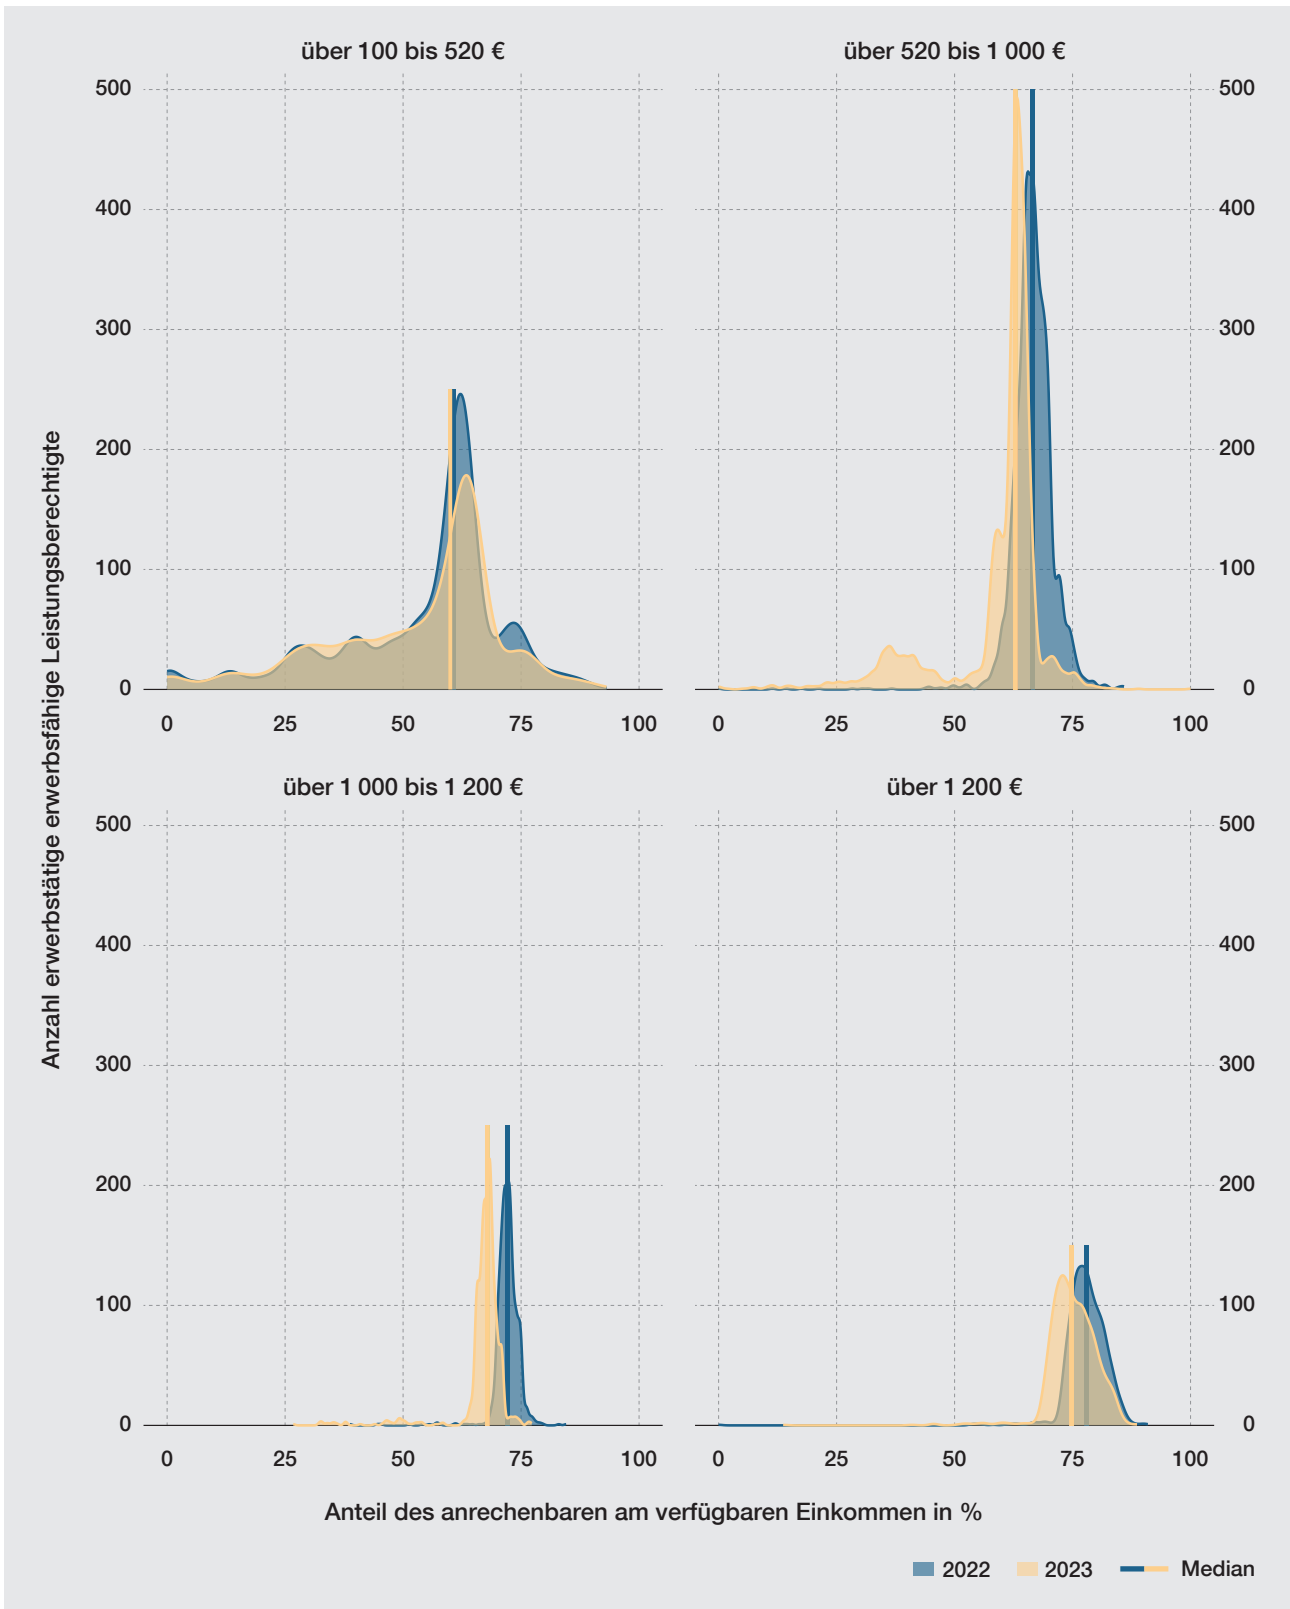 über 100 bis 520 €
über 520 bis 1 000 €
500
400
300
200
100
0
500
400
300
200
100
0
0 25 50 75 100
0 25 50 75 100
über 1 000 bis 1 200 €
über 1 200 €
500
400
300
200
100
0
500
400
300
200
100
0
0 25 50 75 100
0 25 50 75 100
Anzahl erwerbstätige erwerbsfähige Leistungsberechtigte
Anteil des anrechenbaren am verfügbaren Einkommen in %
2022 2023 Median